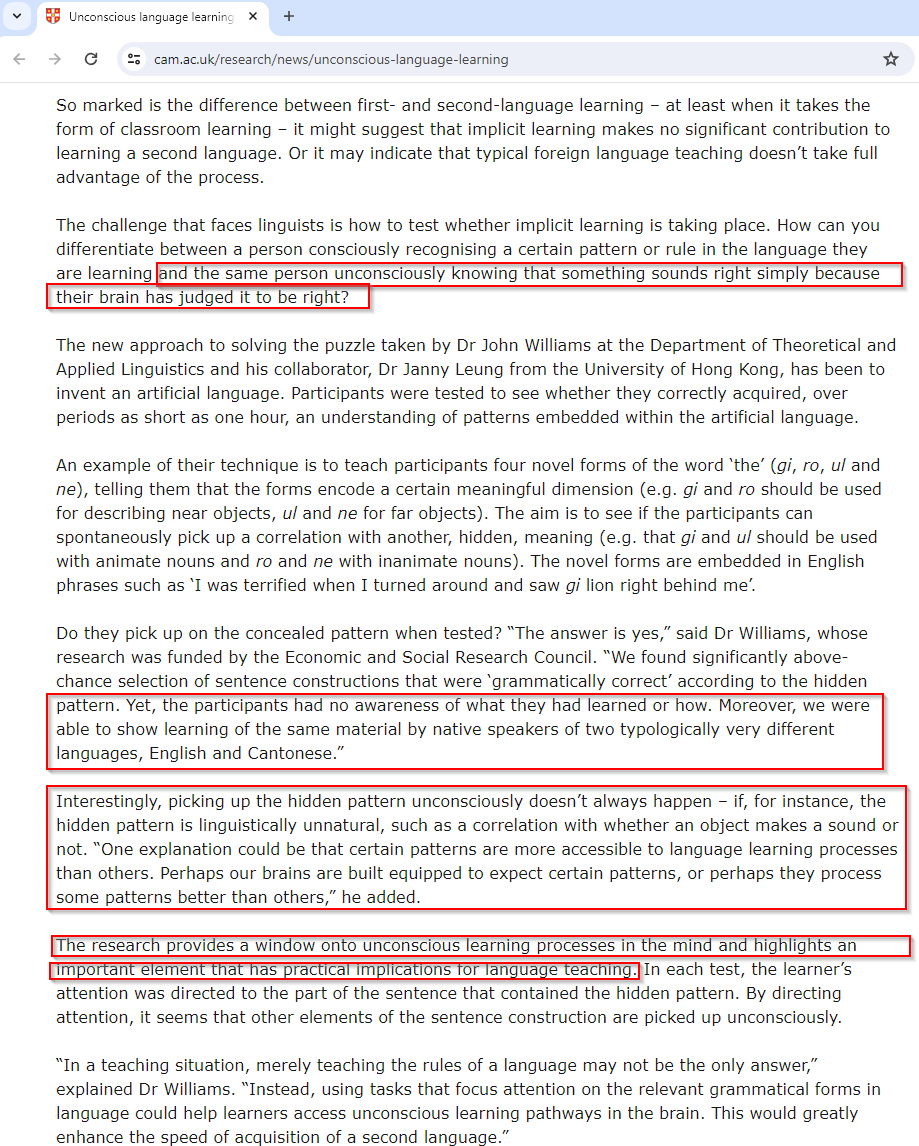 Unconscious language learning
cam.ac.uk/research/news/unconscious-language-learning
So marked is the difference between first- and second-language learning – at least when it takes the
form of classroom learning – it might suggest that implicit learning makes no significant contribution to
learning a second language. Or it may indicate that typical foreign language teaching doesn’t take full
advantage of the process.
The challenge that faces linguists is how to test whether implicit learning is taking place. How can you
differentiate between a person consciously recognising a certain pattern or rule in the language they
are learning and the same person unconsciously knowing that something sounds right simply because
their brain has judged it to be right?
The new approach to solving the puzzle taken by Dr John Williams at the Department of Theoretical and
Applied Linguistics and his collaborator, Dr Janny Leung from the University of Hong Kong, has been to
invent an artificial language. Participants were tested to see whether they correctly acquired, over
periods as short as one hour, an understanding of patterns embedded within the artificial language.
An example of their technique is to teach participants four novel forms of the word ‘the’ (gi, ro, ul and
ne), telling them that the forms encode a certain meaningful dimension (e.g. gi and ro should be used
for describing near objects, ul and ne for far objects). The aim is to see if the participants can
spontaneously pick up a correlation with another, hidden, meaning (e.g. that gi and ul should be used
with animate nouns and ro and ne with inanimate nouns). The novel forms are embedded in English
phrases such as ‘I was terrified when I turned around and saw gi lion right behind me’.
Do they pick up on the concealed pattern when tested? “The answer is yes,” said Dr Williams, whose
research was funded by the Economic and Social Research Council. “We found significantly above-
chance selection of sentence constructions that were ‘grammatically correct’ according to the hidden
pattern. Yet, the participants had no awareness of what they had learned or how. Moreover, we were
able to show learning of the same material by native speakers of two typologically very different
languages, English and Cantonese.”
Interestingly, picking up the hidden pattern unconsciously doesn’t always happen – if, for instance, the
hidden pattern is linguistically unnatural, such as a correlation with whether an object makes a sound or
not. “One explanation could be that certain patterns are more accessible to language learning processes
than others. Perhaps our brains are built equipped to expect certain patterns, or perhaps they process
some patterns better than others,” he added.
The research provides a window onto unconscious learning processes in the mind and highlights an
important element that has practical implications for language teaching. In each test, the learner’s
attention was directed to the part of the sentence that contained the hidden pattern. By directing
attention, it seems that other elements of the sentence construction are picked up unconsciously.
“In a teaching situation, merely teaching the rules of a language may not be the only answer,”
explained Dr Williams. “Instead, using tasks that focus attention on the relevant grammatical forms in
language could help learners access unconscious learning pathways in the brain. This would greatly
enhance the speed of acquisition of a second language.”